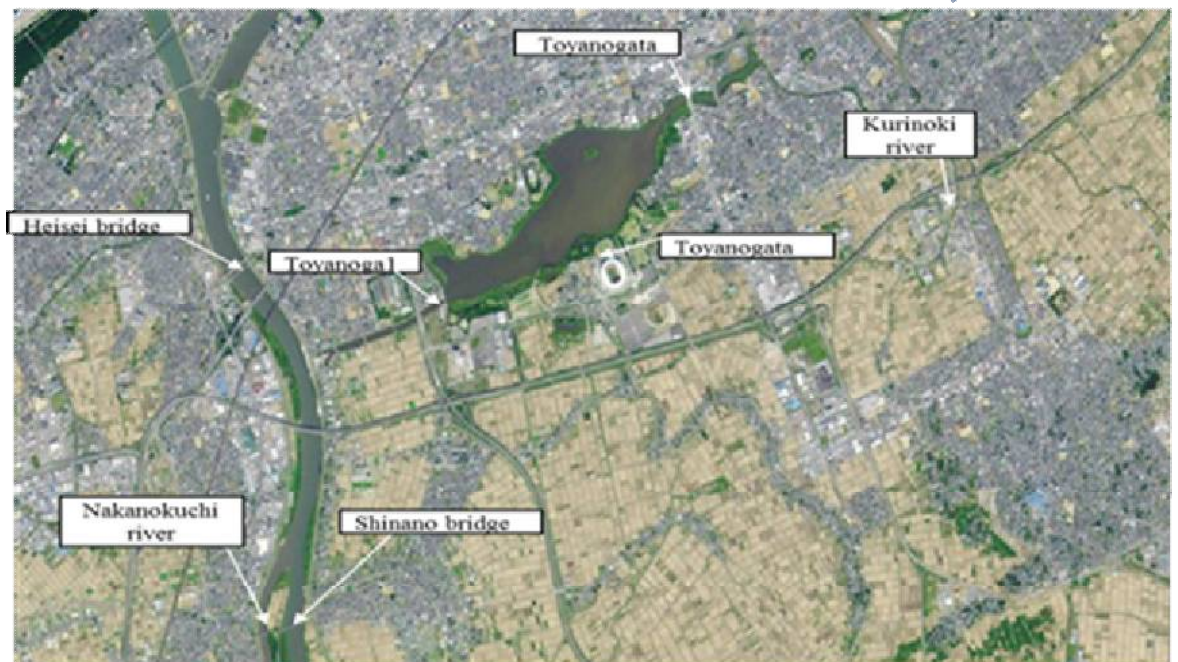 Toyanogata
Kurinoki
river
Heisei bridge
Toyanoga1
Toyanogata
Nakanokuchi
river
Shinano bridge